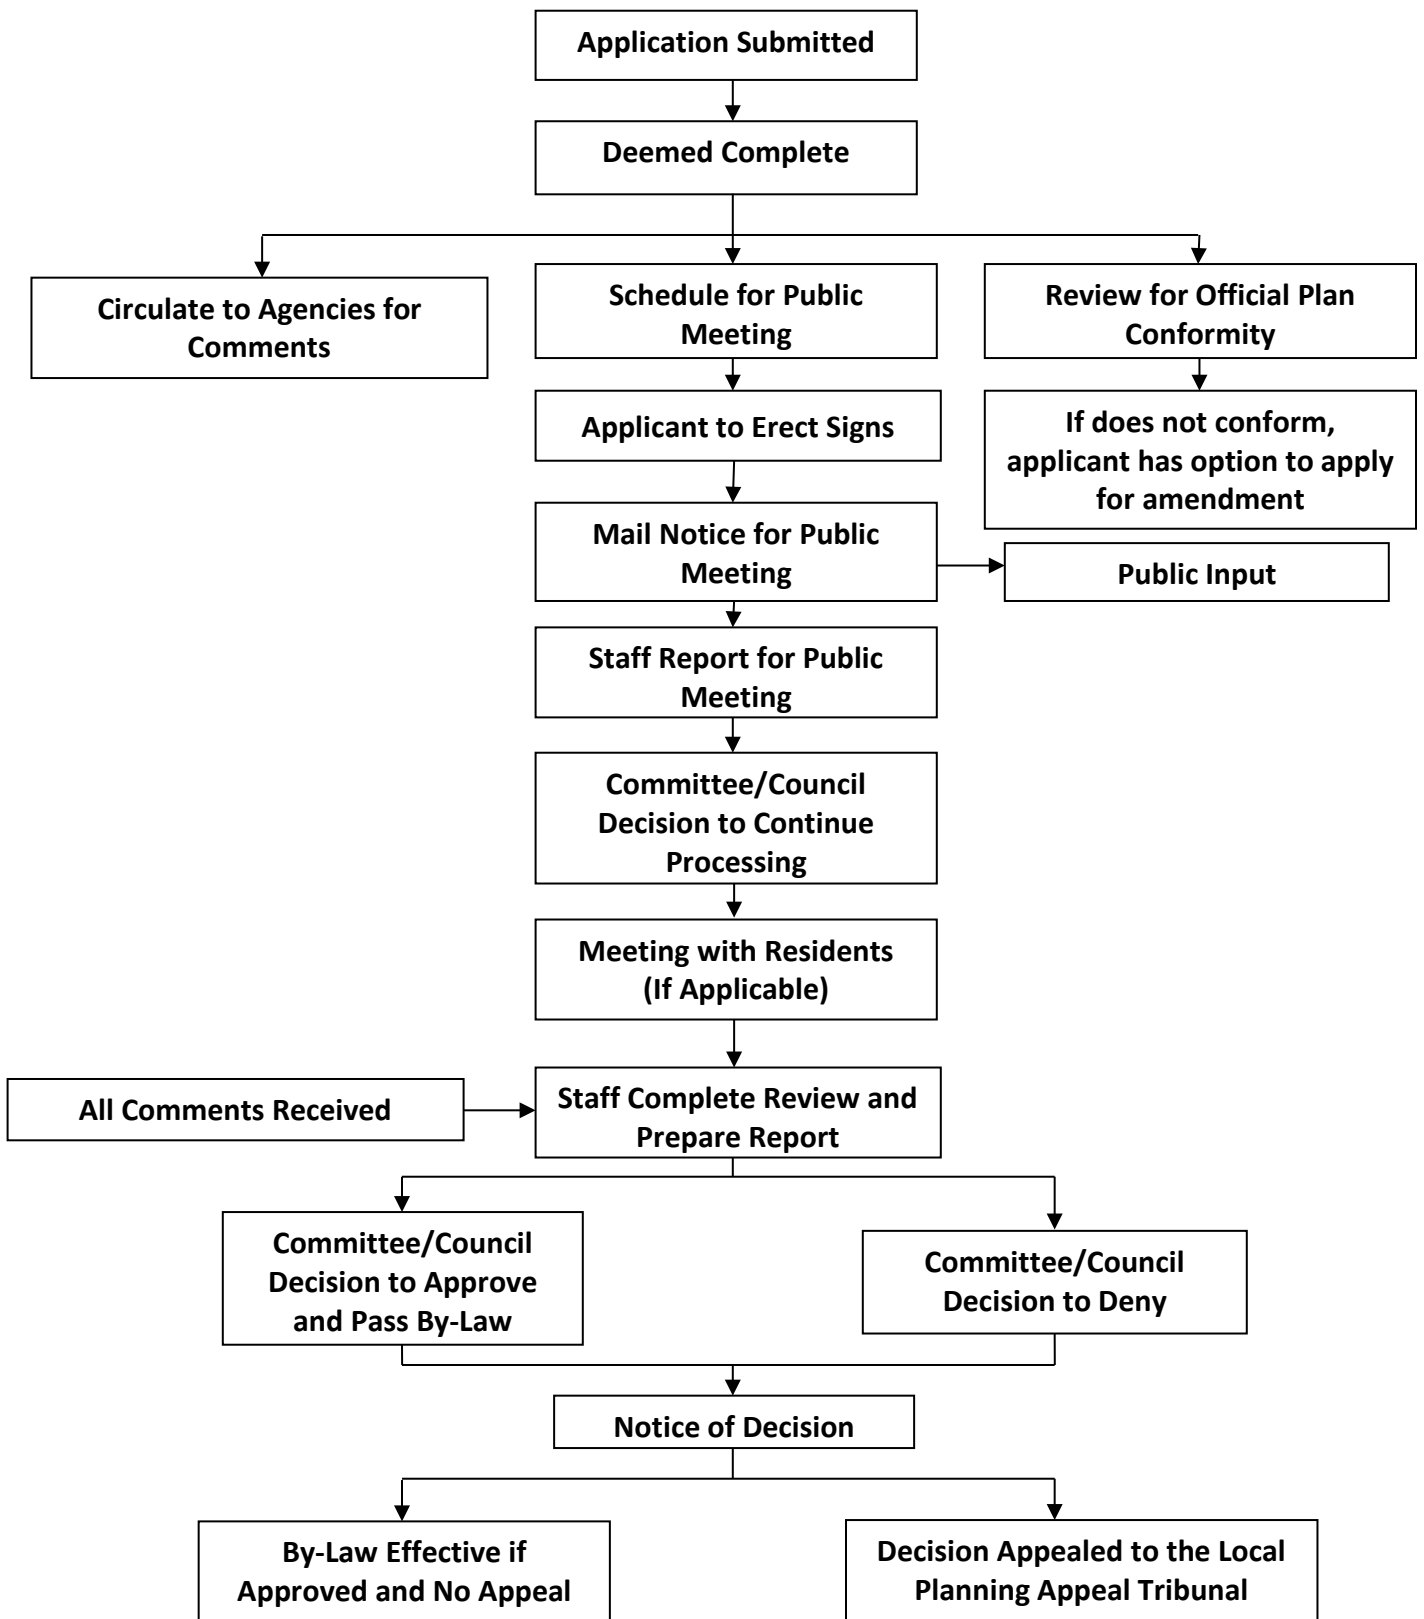 Application Submitted
Deemed Complete
Circulate to Agencies for
Comments
Schedule for Public
Meeting
Review for Official Plan
Conformity
Applicant to Erect Signs
If does not conform,
applicant has option to apply
for amendment
Mail Notice for Public
Meeting
Public Input
Staff Report for Public
Meeting
Committee/Council
Decision to Continue
Processing
Meeting with Residents
(If Applicable)
All Comments Received
Staff Complete Review and
Prepare Report
Committee/Council
Decision to Approve
and Pass By-Law
Committee/Council
Decision to Deny
Notice of Decision
By-Law Effective if
Approved and No Appeal
Decision Appealed to the Local
Planning Appeal Tribunal